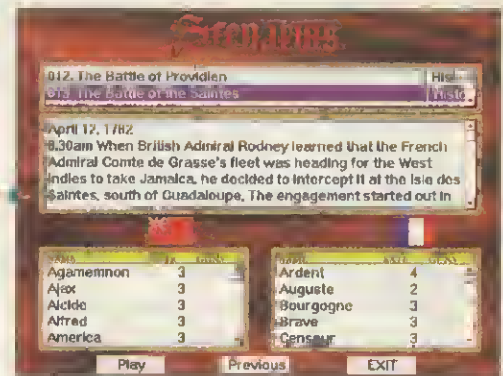 012. The Battle of Providien His
013. The Battle of the Saintes Histo
April 12, 1782
8.30am When British Admiral Rodney learned that the French
Admiral Comte de Grasse's fleet was heading for the West
Indies to take Jamaica, he decided to intercept it at the Isle des
Saintes, south of Guadaloupe. The engagement started out in
Agamemnon 3
Ajax 3
Alcide 3
Alfred 3
America 3
Ardent 4
Auguste 2
Bourgogne 3
Brave 3
Censeur 3
Play Previous EXIT